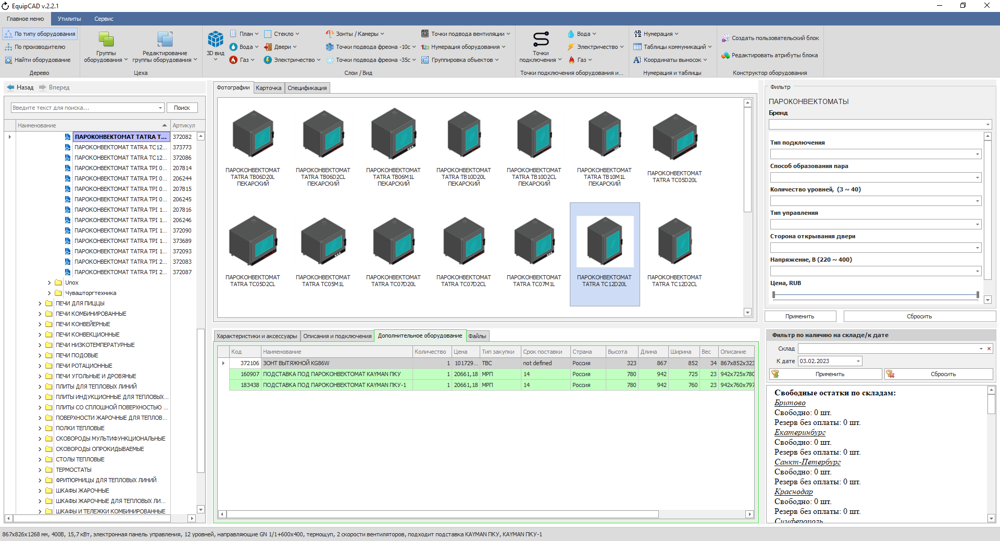 EquipCAD v.2.2.1
Главное меню
Утилиты
Сервис
По типу оборудования
По производителю
Найти оборудование
Дерево
Группы
оборудования
Редактирование
группы оборудования
Цеха
3D вид
План
Вода
Газ
Стекло
Двери
Электричество
Зонты / Камеры
Точки подвода фреона -10с
Точки подвода фреона -35с
Точки подвода вентиляции
123 Нумерация оборудования
Группировка объектов
Слои / Вид
Точки
подключения
Вода
Электричество
Газ
Точки подключения оборудования и...
Нумерация
Таблицы коммуникаций
Координаты выносок
Нумерация и таблицы
Создать пользовательский блок
Редактировать атрибуты блока
Конструктор оборудования
Назад
Вперед
Введите текст для поиска...
Поиск
Наименование
Артикул
ПАРОКОНВЕКТОМАТ TATRA T... 372082
ПАРОКОНВЕКТОМАТ TATRA TC12... 373773
ПАРОКОНВЕКТОМАТ TATRA TC12... 372086
ПАРОКОНВЕКТОМАТ TATRA TPI 0... 207814
ПАРОКОНВЕКТОМАТ TATRA TPI 0... 206244
ПАРОКОНВЕКТОМАТ TATRA TPI 0... 207815
ПАРОКОНВЕКТОМАТ TATRA TPI 0... 206245
ПАРОКОНВЕКТОМАТ TATRA TPI 1... 207816
ПАРОКОНВЕКТОМАТ TATRA TPI 1... 206246
ПАРОКОНВЕКТОМАТ TATRA TPI 1... 372090
ПАРОКОНВЕКТОМАТ TATRA TPI 1... 373689
ПАРОКОНВЕКТОМАТ TATRA TPI 1... 372093
ПАРОКОНВЕКТОМАТ TATRA TPI 2... 372083
ПАРОКОНВЕКТОМАТ TATRA TPI 2... 372087
Unox
Чувашторгтехника
ПЕЧИ ДЛЯ ПИЦЦЫ
ПЕЧИ КОМБИНИРОВАННЫЕ
ПЕЧИ КОНВЕЙЕРНЫЕ
ПЕЧИ КОНВЕКЦИОННЫЕ
ПЕЧИ НИЗКОТЕМПЕРАТУРНЫЕ
ПЕЧИ ПОДОВЫЕ
ПЕЧИ РОТАЦИОННЫЕ
ПЕЧИ УГОЛЬНЫЕ И ДРОВЯНЫЕ
ПЛИТЫ ДЛЯ ТЕПЛОВЫХ ЛИНИЙ
ПЛИТЫ ИНДУКЦИОННЫЕ ДЛЯ ТЕПЛОВЫХ...
ПЛИТЫ СО СПЛОШНОЙ ПОВЕРХНОСТЬЮ ...
ПОВЕРХНОСТИ ЖАРОЧНЫЕ ДЛЯ ТЕПЛОВ...
ПОЛКИ ТЕПЛОВЫЕ
СКОВОРОДЫ МУЛЬТИФУНКЦИОНАЛЬНЫЕ
СКОВОРОДЫ ОПРОКИДЫВАЕМЫЕ
СТОЛЫ ТЕПЛОВЫЕ
ТЕРМОСТАТЫ
ФРИТЮРНИЦЫ ДЛЯ ТЕПЛОВЫХ ЛИНИЙ
ШКАФЫ ЖАРОЧНЫЕ
ШКАФЫ ЖАРОЧНЫЕ ДЛЯ ТЕПЛОВЫХ ЛИ...
ШКАФЫ И ТЕЛЕЖКИ КОМБИНИРОВАННЫЕ
Фотографии
Карточка
Спецификация
ПАРОКОНВЕКТОМАТ
TATRA TB06D20L
ПЕКАРСКИЙ
ПАРОКОНВЕКТОМАТ
TATRA TB06D2CL
ПЕКАРСКИЙ
ПАРОКОНВЕКТОМАТ
TATRA TB06M1L
ПЕКАРСКИЙ
ПАРОКОНВЕКТОМАТ
TATRA TB10D20L
ПЕКАРСКИЙ
ПАРОКОНВЕКТОМАТ
TATRA TB10D2CL
ПЕКАРСКИЙ
ПАРОКОНВЕКТОМАТ
TATRA TB10M1L
ПЕКАРСКИЙ
ПАРОКОНВЕКТОМАТ
TATRA TC05D20L
ПАРОКОНВЕКТОМАТ
TATRA TC05D2CL
ПАРОКОНВЕКТОМАТ
TATRA TC05M1L
ПАРОКОНВЕКТОМАТ
TATRA TC07D20L
ПАРОКОНВЕКТОМАТ
TATRA TC07D2CL
ПАРОКОНВЕКТОМАТ
TATRA TC07M1L
ПАРОКОНВЕКТОМАТ
TATRA TC12D20L
ПАРОКОНВЕКТОМАТ
TATRA TC12D2CL
Характеристики и аксессуары
Описания и подключения
Дополнительное оборудование
Файлы
Код Наименование Количество Цена Тип закупки Срок поставки Страна Высота Длина Ширина Вес Описание
372106 ЗОНТ ВЫТЯЖНОЙ KG86W 1 101729... ТВС not defined Россия 323 867 852 34 867x852x323
160907 ПОДСТАВКА ПОД ПАРОКОНВЕКТОМАТ KAYMAN ПКУ 1 20661,18 МРП 14 Россия 780 942 725 23 942x725x780
183438 ПОДСТАВКА ПОД ПАРОКОНВЕКТОМАТ KAYMAN ПКУ-1 1 20661,18 МРП 14 Россия 780 942 760 23 942x760x797
Фильтр
ПАРОКОНВЕКТОМАТЫ
Бренд
Тип подключения
Способ образования пара
Количество уровней, (3 ~ 40)
Тип управления
Сторона открывания двери
Напряжение, В (220 ~ 400)
Цена, RUB
Применить
Сбросить
Фильтр по наличию на складе/к дате
Склад
К дате 03.02.2023
Применить
Сбросить
Свободные остатки по складам:
Бритово
Свободно: 0 шт.
Резерв без оплаты: 0 шт.
Екатеринбург
Свободно: 0 шт.
Резерв без оплаты: 0 шт.
Санкт-Петербург
Свободно: 0 шт.
Резерв без оплаты: 0 шт.
Краснодар
Свободно: 0 шт.
Резерв без оплаты: 0 шт.
Симферополь
867x826x1268 мм, 400В, 15,7 кВт, электронная панель управления, 12 уровней, направляющие GN 1/1+600x400, термощуп, 2 скорости вентиляторов, подходит подставка KAYMAN ПКУ, KAYMAN ПКУ-1